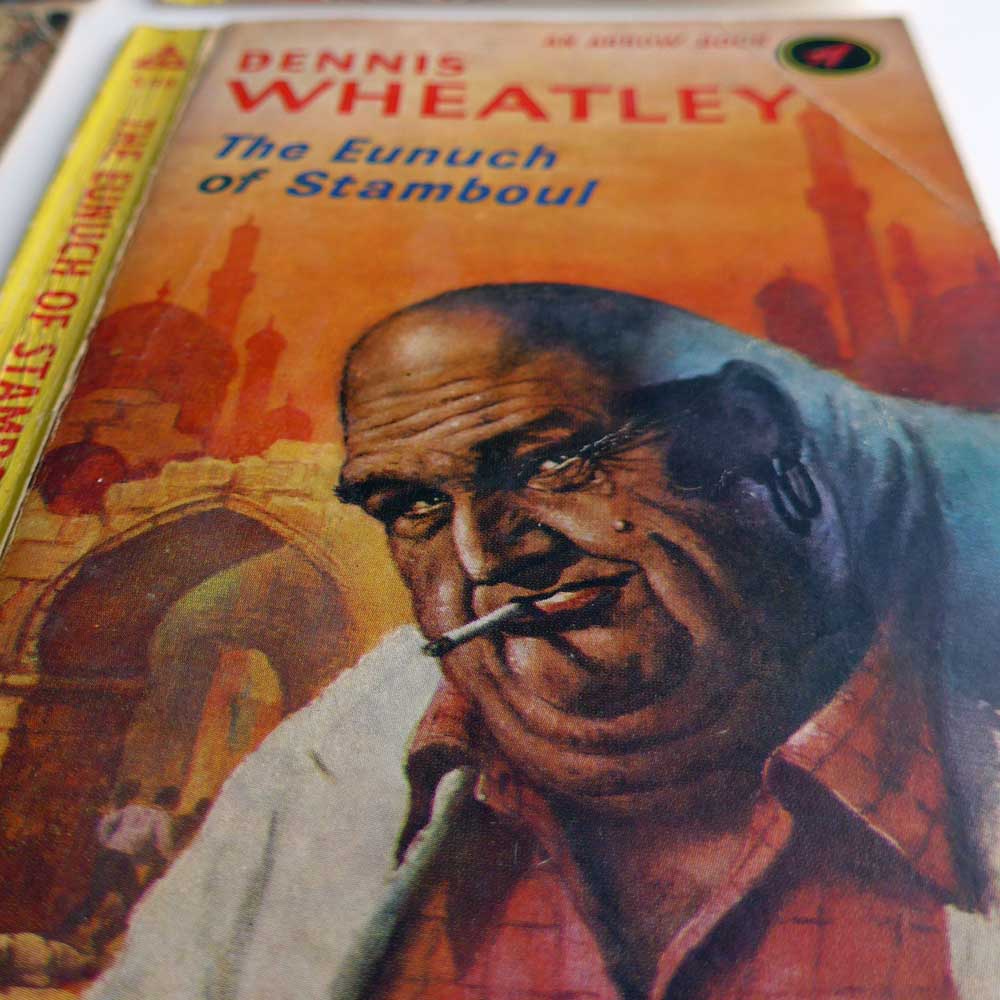 AN ARROW BOOK
DENNIS
WHEATLEY
The Eunuch
of Stamboul
THE EUNUCH OF STAMB